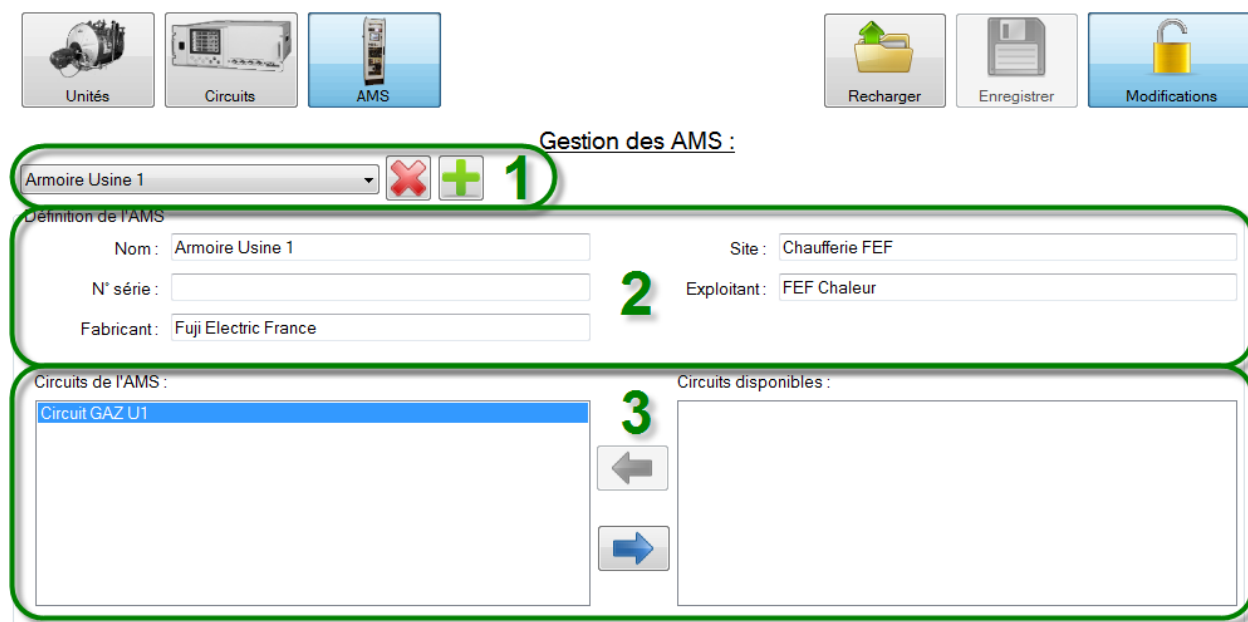 Unités Circuits AMS Recharger Enregistrer Modifications
Gestion des AMS :
Armoire Usine 1 1
Définition de l'AMS
Nom : Armoire Usine 1 Site : Chaufferie FEF
N° série : 2 Exploitant : FEF Chaleur
Fabricant : Fuji Electric France
Circuits de l'AMS : Circuits disponibles :
Circuit GAZ U1 3